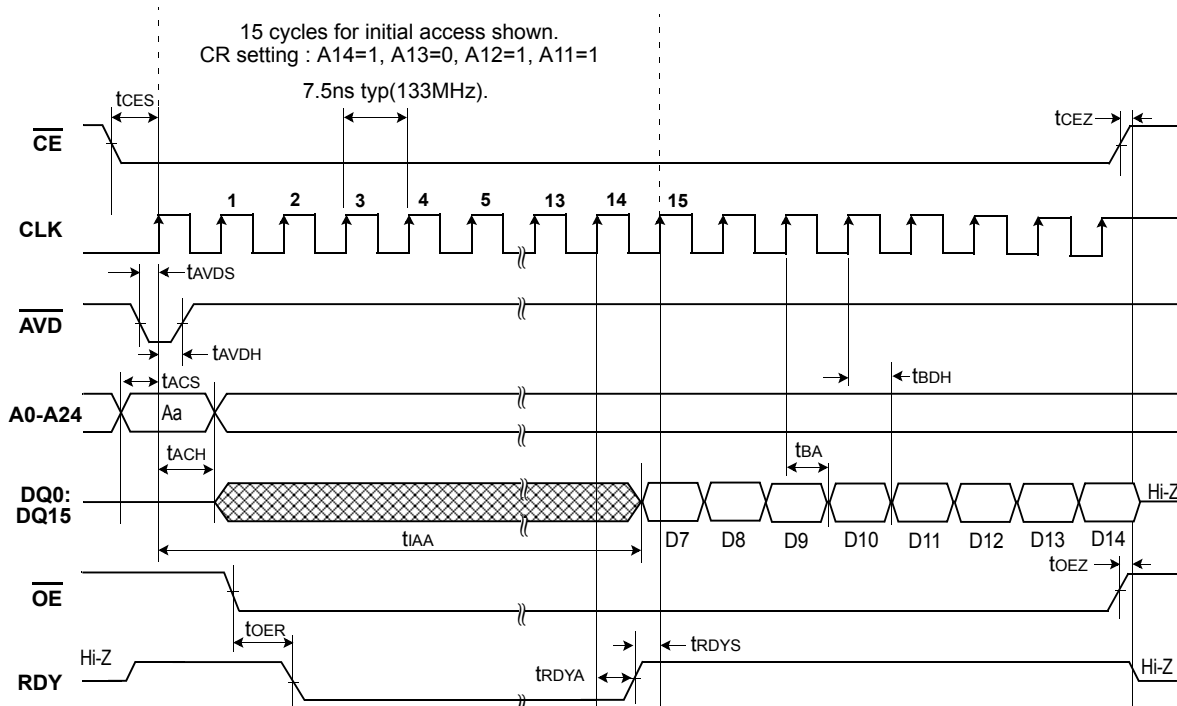 15 cycles for initial access shown.
CR setting : A14=1, A13=0, A12=1, A11=1
7.5ns typ(133MHz).
tCES
tCEZ
CE
1 2 3 4 5 13 14 15
CLK
tAVDS
AVD
tAVDH
tACS
tBDH
A0-A24
Aa
tACH
tBA
DQ0:
DQ15
Hi-Z
D7 D8 D9 D10 D11 D12 D13 D14
tIAA
tOEZ
OE
tOER
tRDYS
Hi-Z
tRDYA
Hi-Z
RDY